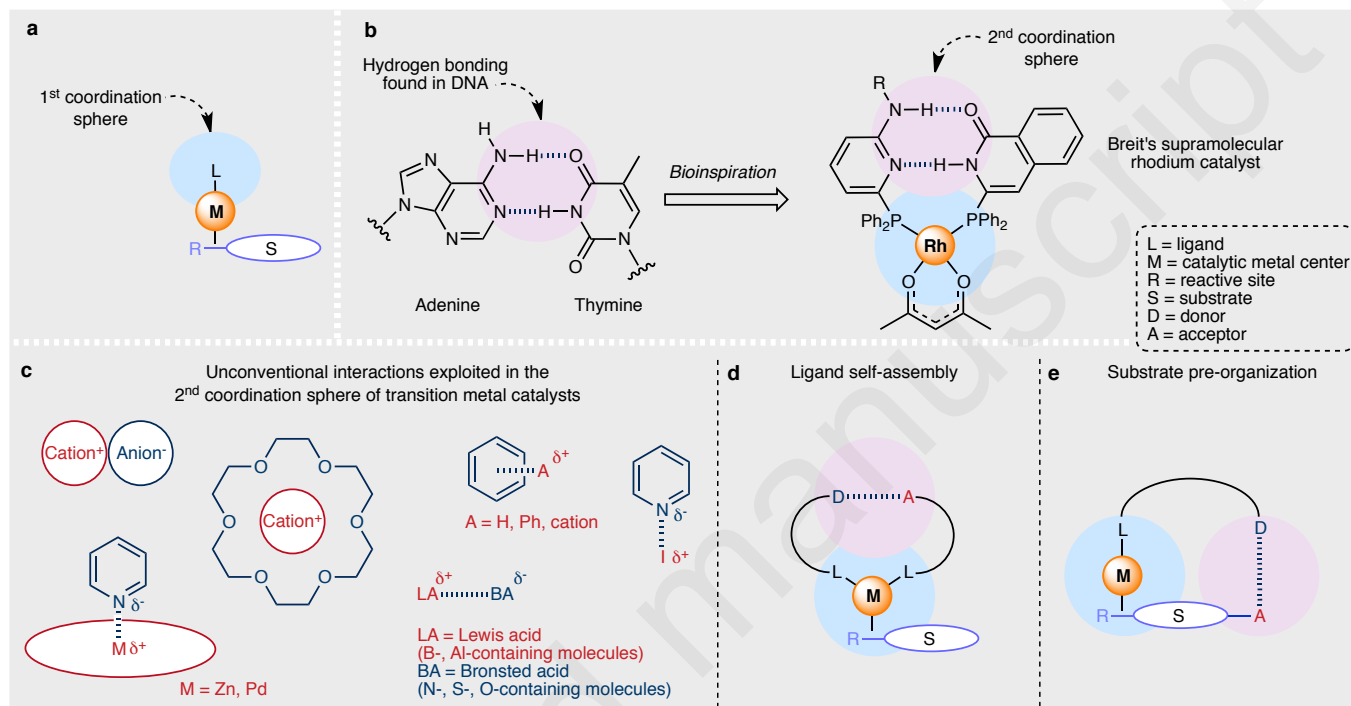 a
1st coordination
sphere
L
M
R
S
b
Hydrogen bonding
found in DNA
H
N
H
O
N
N
N
N
N
H
N
O
N
Adenine
Thymine
Bioinspiration
2nd coordination
sphere
R
N
H
O
N
H
N
Ph2P
PPh2
Rh
O
O
Breit's supramolecular
rhodium catalyst
L = ligand
M = catalytic metal center
R = reactive site
S = substrate
D = donor
A = acceptor
c
Unconventional interactions exploited in the
2nd coordination sphere of transition metal catalysts
Cation+
Anion-
O
O
O
O
O
O
Cation+
A δ+
A = H, Ph, cation
N δ-
I δ+
N δ-
M δ+
M = Zn, Pd
δ+
δ-
LA
BA
LA = Lewis acid
(B-, Al-containing molecules)
BA = Bronsted acid
(N-, S-, O-containing molecules)
d
Ligand self-assembly
D
A
L
L
M
R
S
e
Substrate pre-organization
L
D
M
R
S
A
manuscript